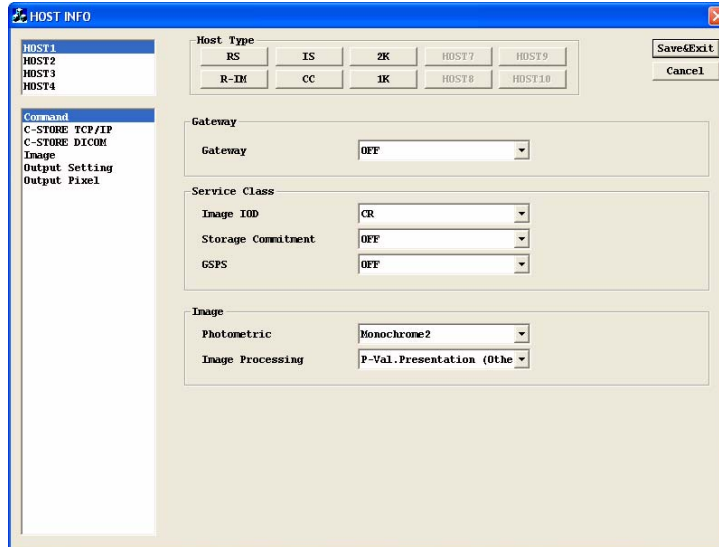 HOST INFO
HOST1
HOST2
HOST3
HOST4
Host Type
RS IS 2K HOST7 HOST9
R-IM CC 1K HOST8 HOST10
Save&Exit
Cancel
Command
C-STORE TCP/IP
C-STORE DICOM
Image
Output Setting
Output Pixel
Gateway
Gateway OFF
Service Class
Image IOD CR
Storage Commitment OFF
GSPS OFF
Image
Photometric Monochrome2
Image Processing P-Val.Presentation (Othe